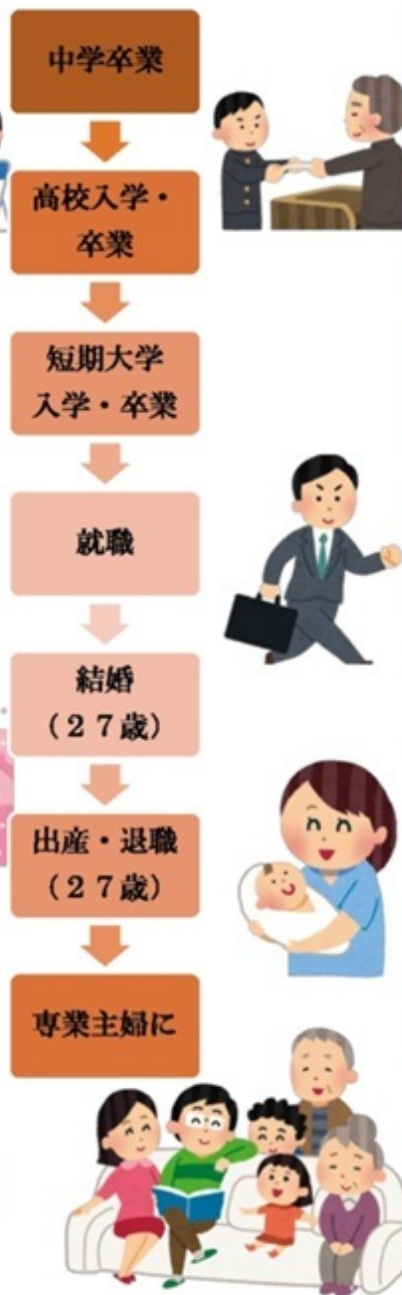 中学卒業
高校入学・
卒業
短期大学
入学・卒業
就職
結婚
(27歳)
出産・退職
(27歳)
専業主婦に